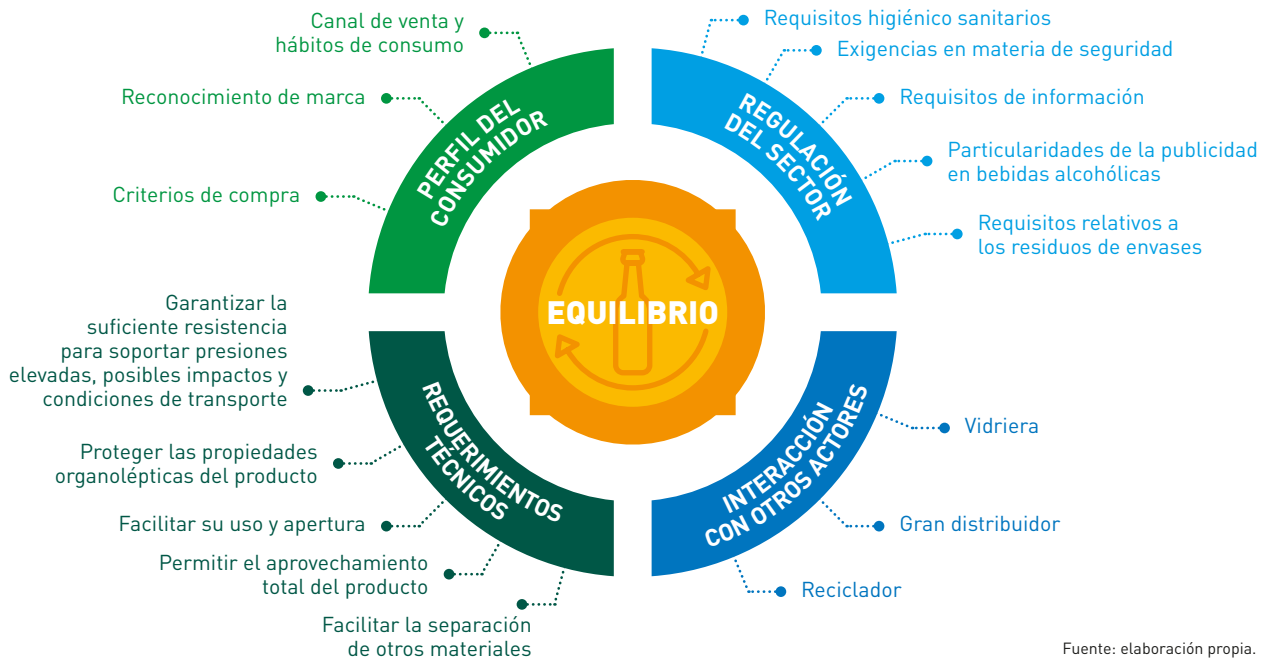 Canal de venta y
hábitos de consumo
Reconocimiento de marca
Criterios de compra
PERFIL DEL
CONSUMIDOR
Requisitos higiénico sanitarios
Exigencias en materia de seguridad
Requisitos de información
Particularidades de la publicidad
en bebidas alcohólicas
Requisitos relativos a
los residuos de envases
REGULACIÓN
DEL SECTOR
EQUILIBRIO
Garantizar la
suficiente resistencia
para soportar presiones
elevadas, posibles impactos y
condiciones de transporte
Proteger las propiedades
organolépticas del producto
Facilitar su uso y apertura
Permitir el aprovechamiento
total del producto
Facilitar la separación
de otros materiales
REQUERIMIENTOS
TÉCNICOS
INTERACCIÓN
CON OTROS ACTORES
Vidriera
Gran distribuidor
Reciclador
Fuente: elaboración propia.